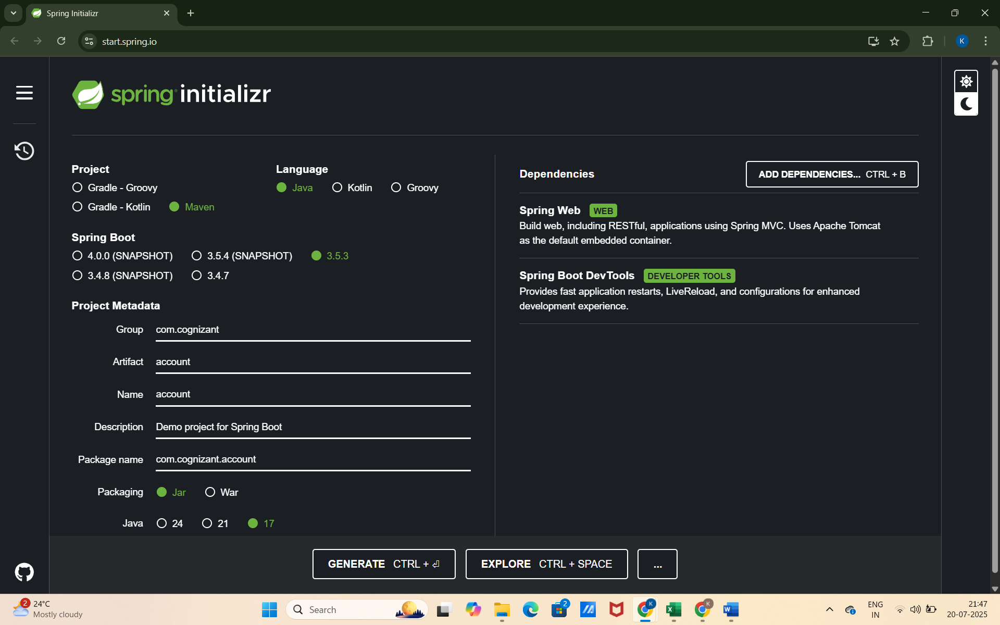 Spring Initializr
start.spring.io
K
spring initializr
Project
Gradle - Groovy
Gradle - Kotlin
Maven
Language
Java
Kotlin
Groovy
Spring Boot
4.0.0 (SNAPSHOT)
3.5.4 (SNAPSHOT)
3.5.3
3.4.8 (SNAPSHOT)
3.4.7
Project Metadata
Group com.cognizant
Artifact account
Name account
Description Demo project for Spring Boot
Package name com.cognizant.account
Packaging Jar War
Java 24 21 17
Dependencies
ADD DEPENDENCIES... CTRL + B
Spring Web WEB
Build web, including RESTful, applications using Spring MVC. Uses Apache Tomcat
as the default embedded container.
Spring Boot DevTools DEVELOPER TOOLS
Provides fast application restarts, LiveReload, and configurations for enhanced
development experience.
GENERATE CTRL + ⏎
EXPLORE CTRL + SPACE
...
2
24°C
Mostly cloudy
Search
2
K
X
K
W
ENG
IN
21:47
20-07-2025